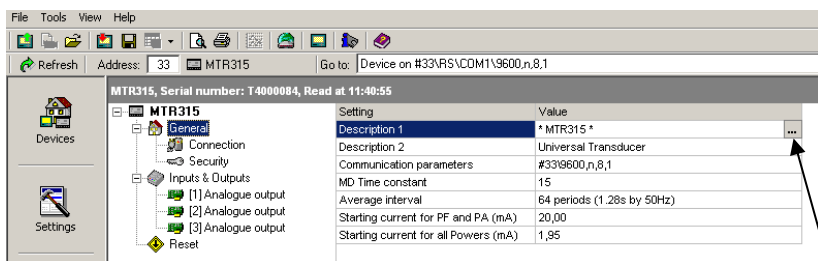 File Tools View Help
Refresh Address: 33 MTR315 Go to: Device on #33\RS\COM1\9600,n,8,1
MTR315, Serial number: T4000084, Read at 11:40:55
Devices
Settings
MTR315
General
Connection
Security
Inputs & Outputs
[1] Analogue output
[2] Analogue output
[3] Analogue output
Reset
Setting Value
Description 1 * MTR315 * ...
Description 2 Universal Transducer
Communication parameters #33\9600,n,8,1
MD Time constant 15
Average interval 64 periods (1.28s by 50Hz)
Starting current for PF and PA (mA) 20,00
Starting current for all Powers (mA) 1,95